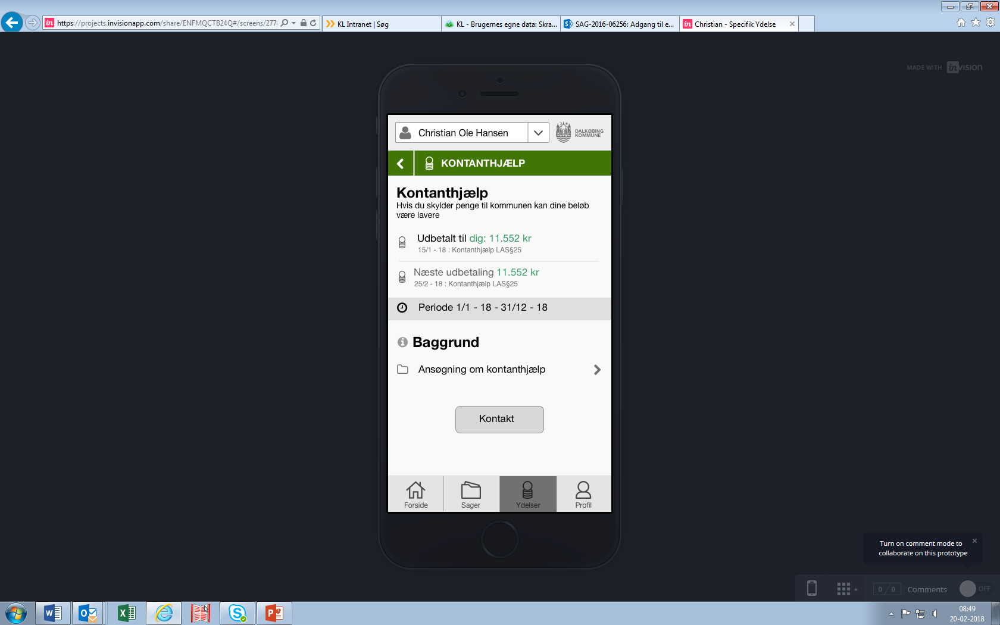 https://projects.invisionapp.com/share/ENFMQCTB24Q#/screens/277
KL Intranet | Søg
KL - Brugernes egne data: Skra...
SAG-2016-06256: Adgang til e...
in Christian - Specifik Ydelse
MADE WITH invision
Christian Ole Hansen
DALKØBING
KOMMUNE
KONTANTHJÆLP
Kontanthjælp
Hvis du skylder penge til kommunen kan dine beløb
være lavere
Udbetalt til dig: 11.552 kr
15/1 - 18 : Kontanthjælp LAS§25
Næste udbetaling 11.552 kr
25/2 - 18 : Kontanthjælp LAS§25
Periode 1/1 - 18 - 31/12 - 18
Baggrund
Ansøgning om kontanthjælp
Kontakt
Forside
Sager
Ydelser
Profil
Turn on comment mode to
collaborate on this prototype
0 / 0 Comments OFF
08:49
20-02-2018